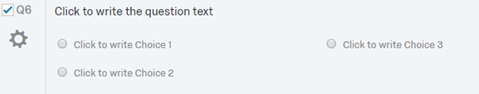 Q6 Click to write the question text
Click to write Choice 1 Click to write Choice 3
Click to write Choice 2